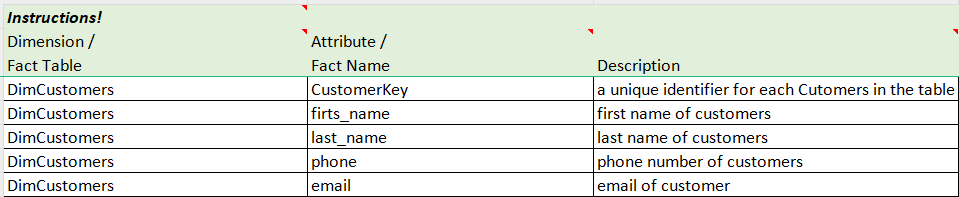 Instructions!
Dimension / Attribute /
Fact Table Fact Name Description
DimCustomers CustomerKey a unique identifier for each Cutomers in the table
DimCustomers firts_name first name of customers
DimCustomers last_name last name of customers
DimCustomers phone phone number of customers
DimCustomers email email of customer